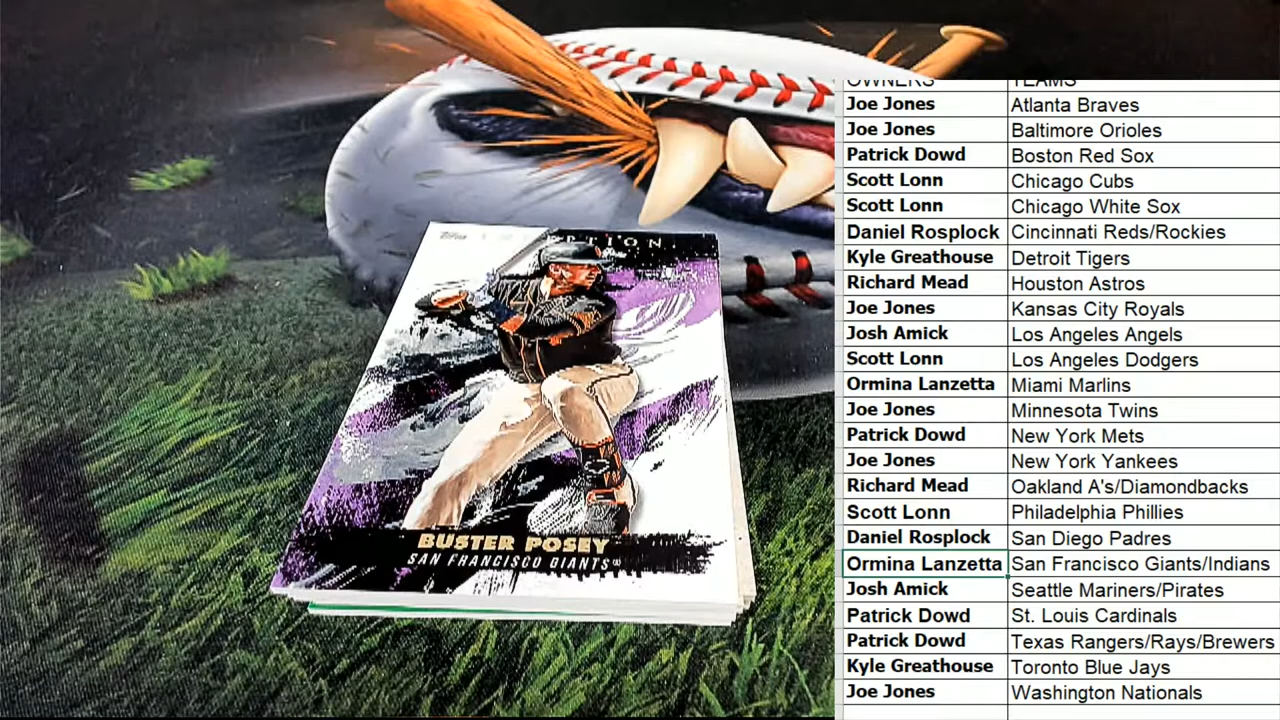 OWNERS TEAMS
Joe Jones Atlanta Braves
Joe Jones Baltimore Orioles
Patrick Dowd Boston Red Sox
Scott Lonn Chicago Cubs
Scott Lonn Chicago White Sox
Daniel Rosplock Cincinnati Reds/Rockies
Kyle Greathouse Detroit Tigers
Richard Mead Houston Astros
Joe Jones Kansas City Royals
Josh Amick Los Angeles Angels
Scott Lonn Los Angeles Dodgers
Ormina Lanzetta Miami Marlins
Joe Jones Minnesota Twins
Patrick Dowd New York Mets
Joe Jones New York Yankees
Richard Mead Oakland A's/Diamondbacks
Scott Lonn Philadelphia Phillies
Daniel Rosplock San Diego Padres
Ormina Lanzetta San Francisco Giants/Indians
Josh Amick Seattle Mariners/Pirates
Patrick Dowd St. Louis Cardinals
Patrick Dowd Texas Rangers/Rays/Brewers
Kyle Greathouse Toronto Blue Jays
Joe Jones Washington Nationals
Topps
BUSTER POSEY
SAN FRANCISCO GIANTS